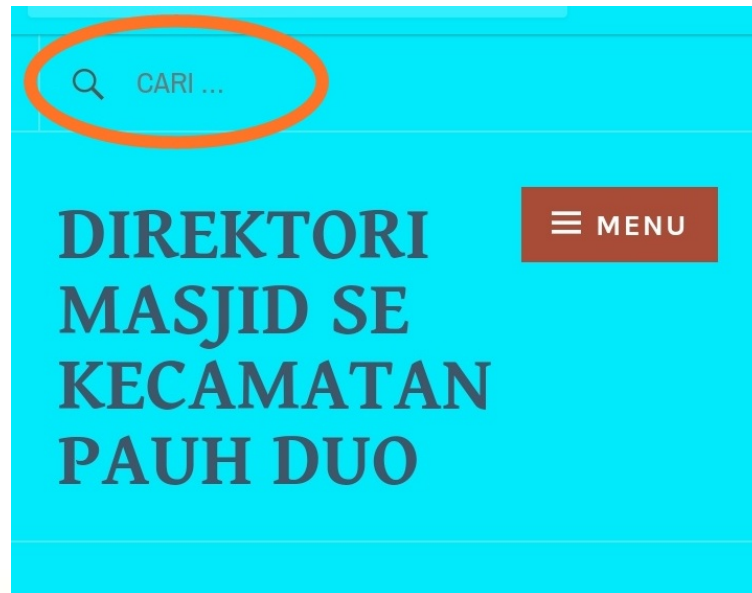 CARI ...
DIREKTORI
MASJID SE
KECAMATAN
PAUH DUO
MENU